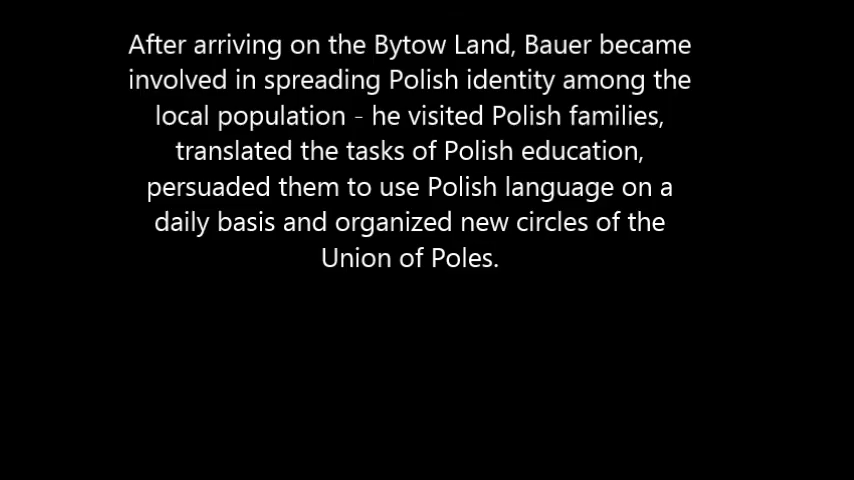 After arriving on the Bytow Land, Bauer became
involved in spreading Polish identity among the
local population - he visited Polish families,
translated the tasks of Polish education,
persuaded them to use Polish language on a
daily basis and organized new circles of the
Union of Poles.